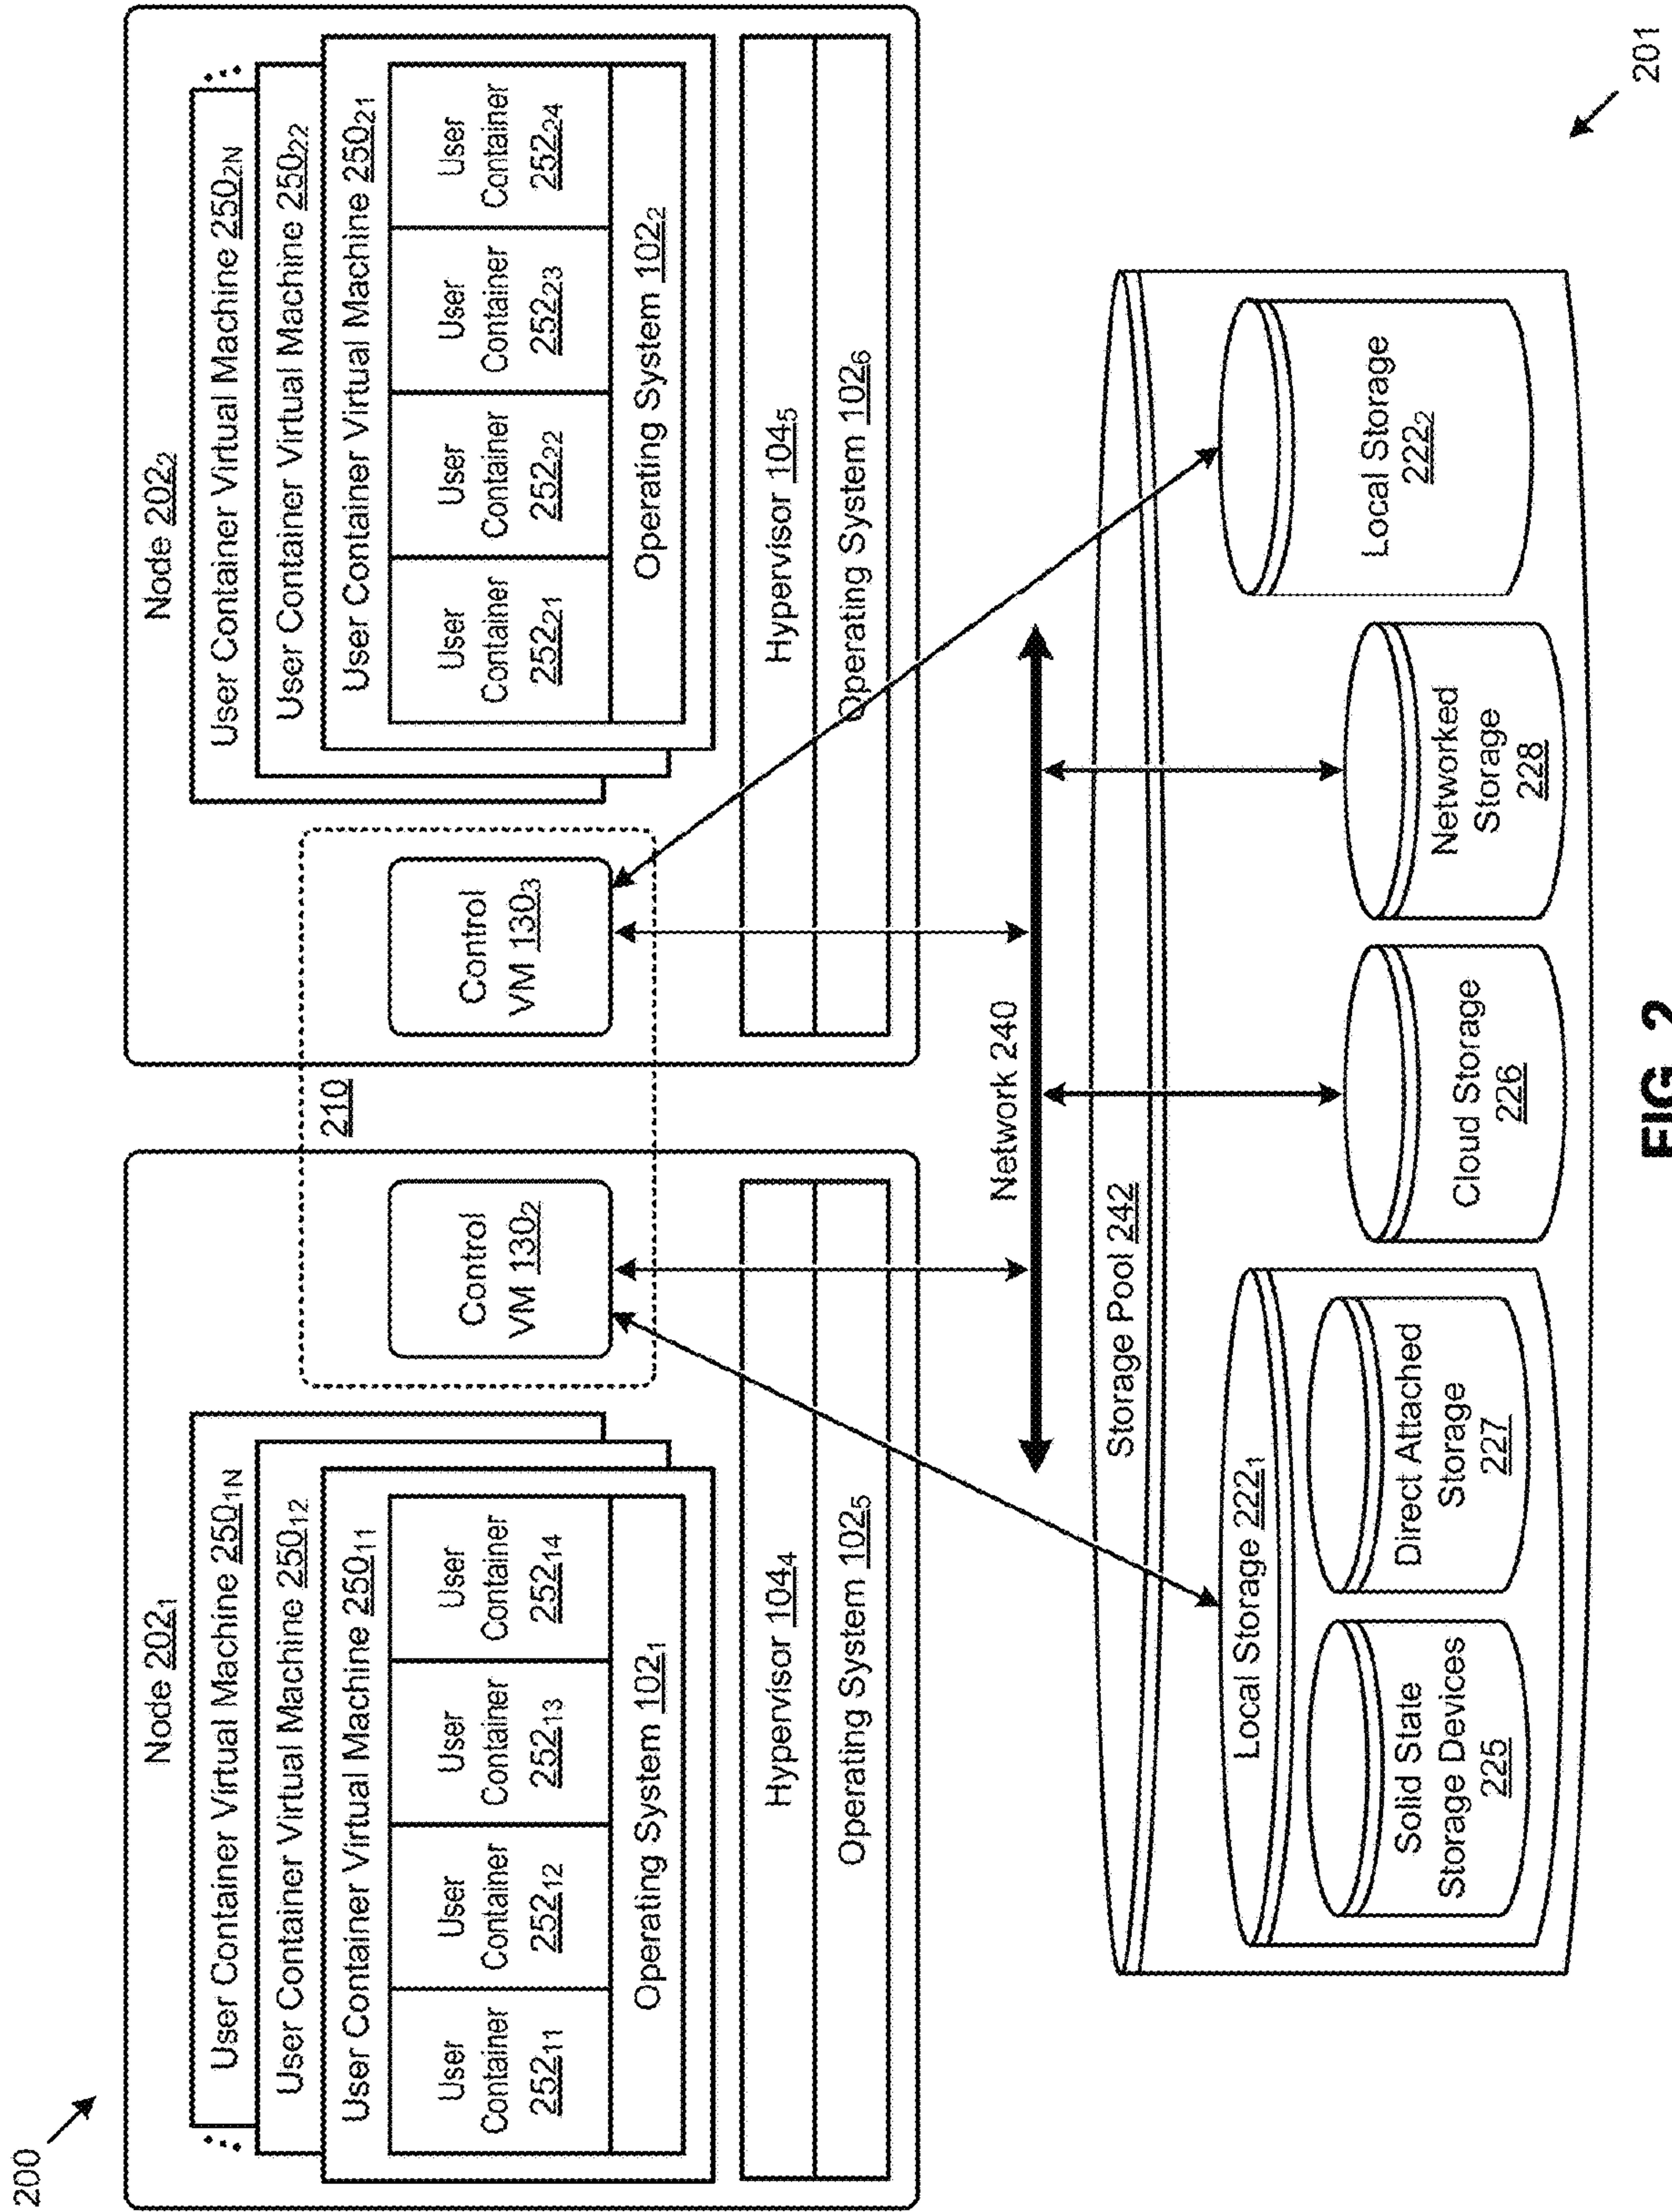 200
Node 202₁
User Container Virtual Machine 250₁N
User Container Virtual Machine 250₁₂
User Container Virtual Machine 250₁₁
User
Container
252₁₁
User
Container
252₁₂
User
Container
252₁₃
User
Container
252₁₄
Operating System 102₁
Control
VM 130₂
Hypervisor 104₄
Operating System 102₅
210
Node 202₂
User Container Virtual Machine 250₂N
User Container Virtual Machine 250₂₂
User Container Virtual Machine 250₂₁
User
Container
252₂₁
User
Container
252₂₂
User
Container
252₂₃
User
Container
252₂₄
Operating System 102₂
Control
VM 130₃
Hypervisor 104₅
Operating System 102₆
Network 240
Storage Pool 242
Local Storage 222₁
Solid State
Storage Devices
225
Direct Attached
Storage
227
Cloud Storage
226
Networked
Storage
228
Local Storage
222₂
201
FIG. 2